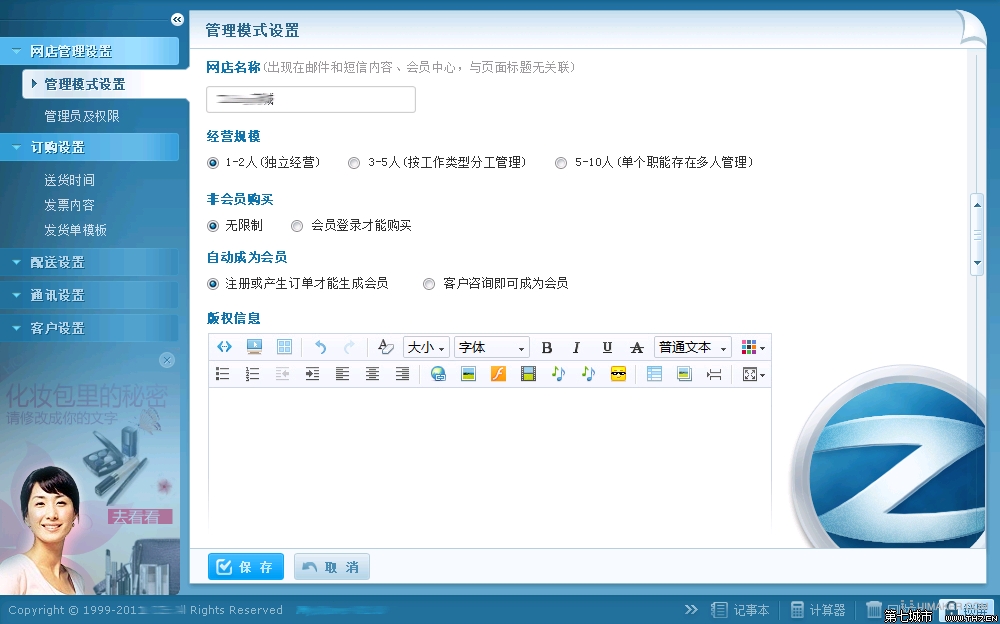 «
网店管理设置
管理模式设置
管理员及权限
订购设置
送货时间
发票内容
发货单模板
配送设置
通讯设置
客户设置
化妆包里的秘密
请修改成你的文字
去看看
管理模式设置
网店名称(出现在邮件和短信内容、会员中心，与页面标题无关联)
城
经营规模
1-2人(独立经营) 3-5人(按工作类型分工管理) 5-10人(单个职能存在多人管理)
非会员购买
无限制 会员登录才能购买
自动成为会员
注册或产生订单才能生成会员 客户咨询即可成为会员
版权信息
大小 字体 B I U A 普通文本
保存 取消
Copyright © 1999-201 Rights Reserved
记事本 计算器
第七城市 WWW.TH7.CN